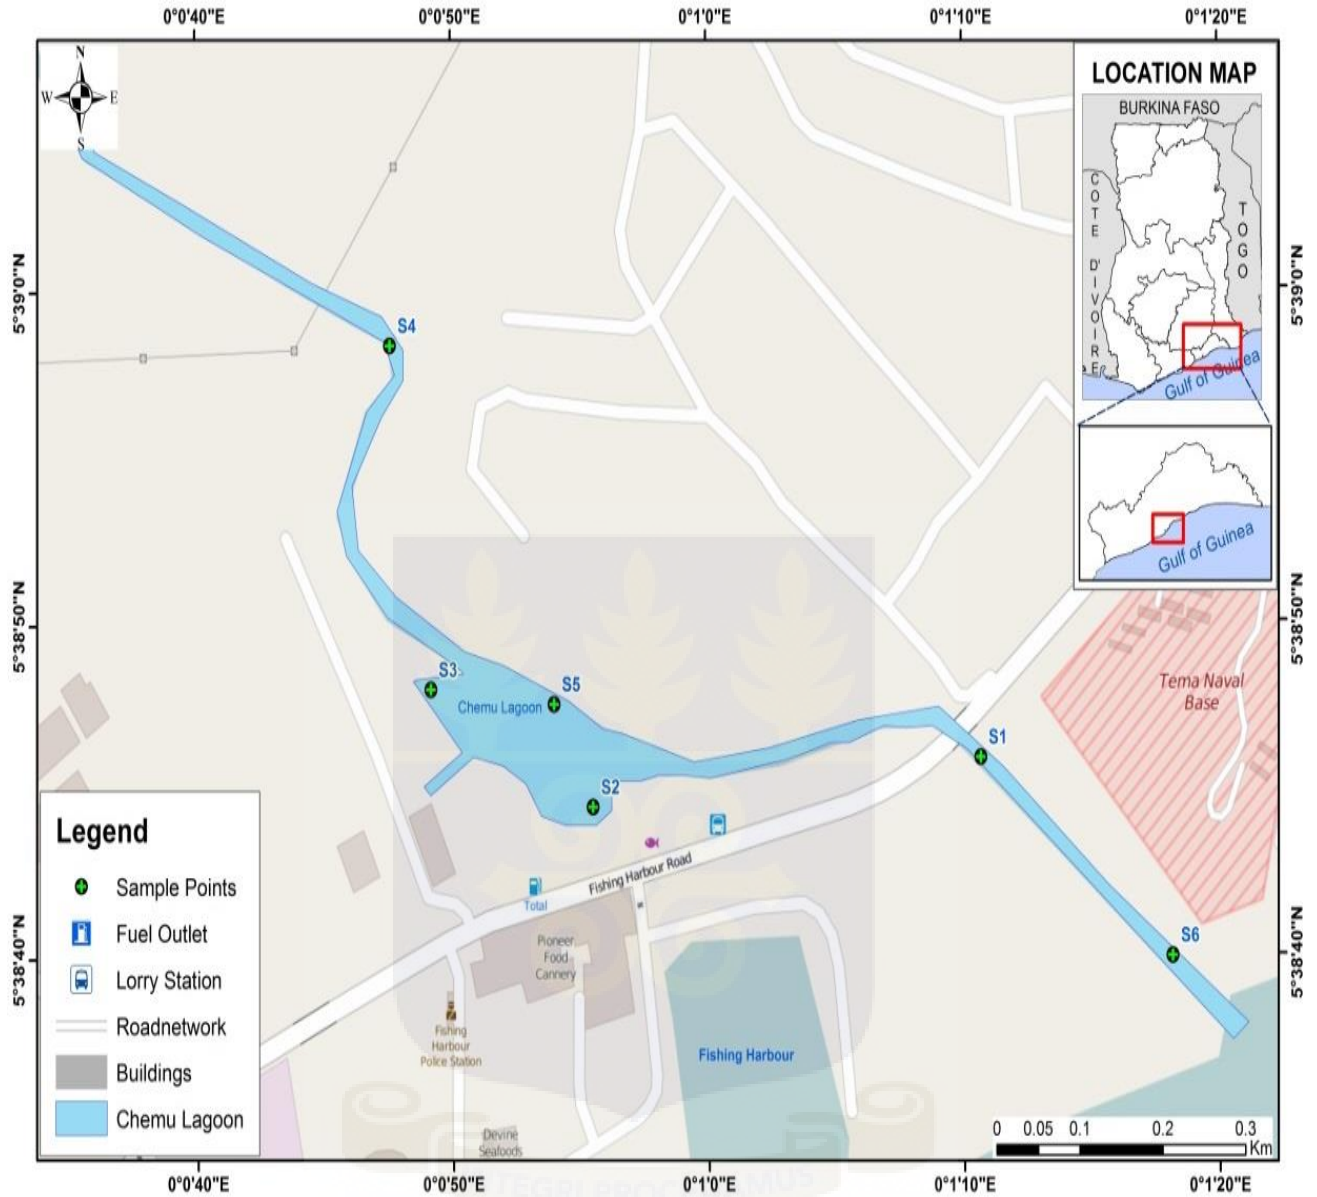 0°0'40"E
0°0'50"E
0°1'0"E
0°1'10"E
0°1'20"E
N
W
E
S
LOCATION MAP
BURKINA FASO
COTE D'IVOIRE
TOGO
Gulf of Guinea
Gulf of Guinea
5°39'0"N
5°39'0"N
S4
5°38'50"N
5°38'50"N
S3
S5
Chemu Lagoon
Tema Naval
Base
S1
S2
Fishing Harbour Road
Total
Pioneer
Food
Cannery
S6
5°38'40"N
5°38'40"N
Fishing
Harbour
Police Station
Fishing Harbour
Devine
Seafoods
Legend
Sample Points
Fuel Outlet
Lorry Station
Roadnetwork
Buildings
Chemu Lagoon
0 0.05 0.1 0.2 0.3
Km
0°0'40"E
0°0'50"E
0°1'0"E
0°1'10"E
0°1'20"E